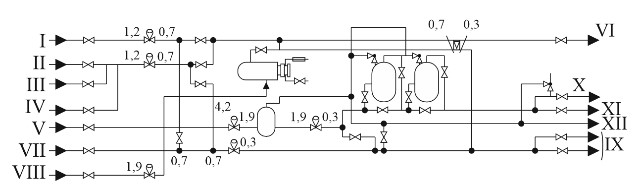 I 1,2 0,7 0,7 0,3 VI
II 1,2 0,7
III X
IV 4,2 XI
V 1,9 1,9 0,3 XII
VII 0,3 IX
0,7 0,7
VIII 1,9